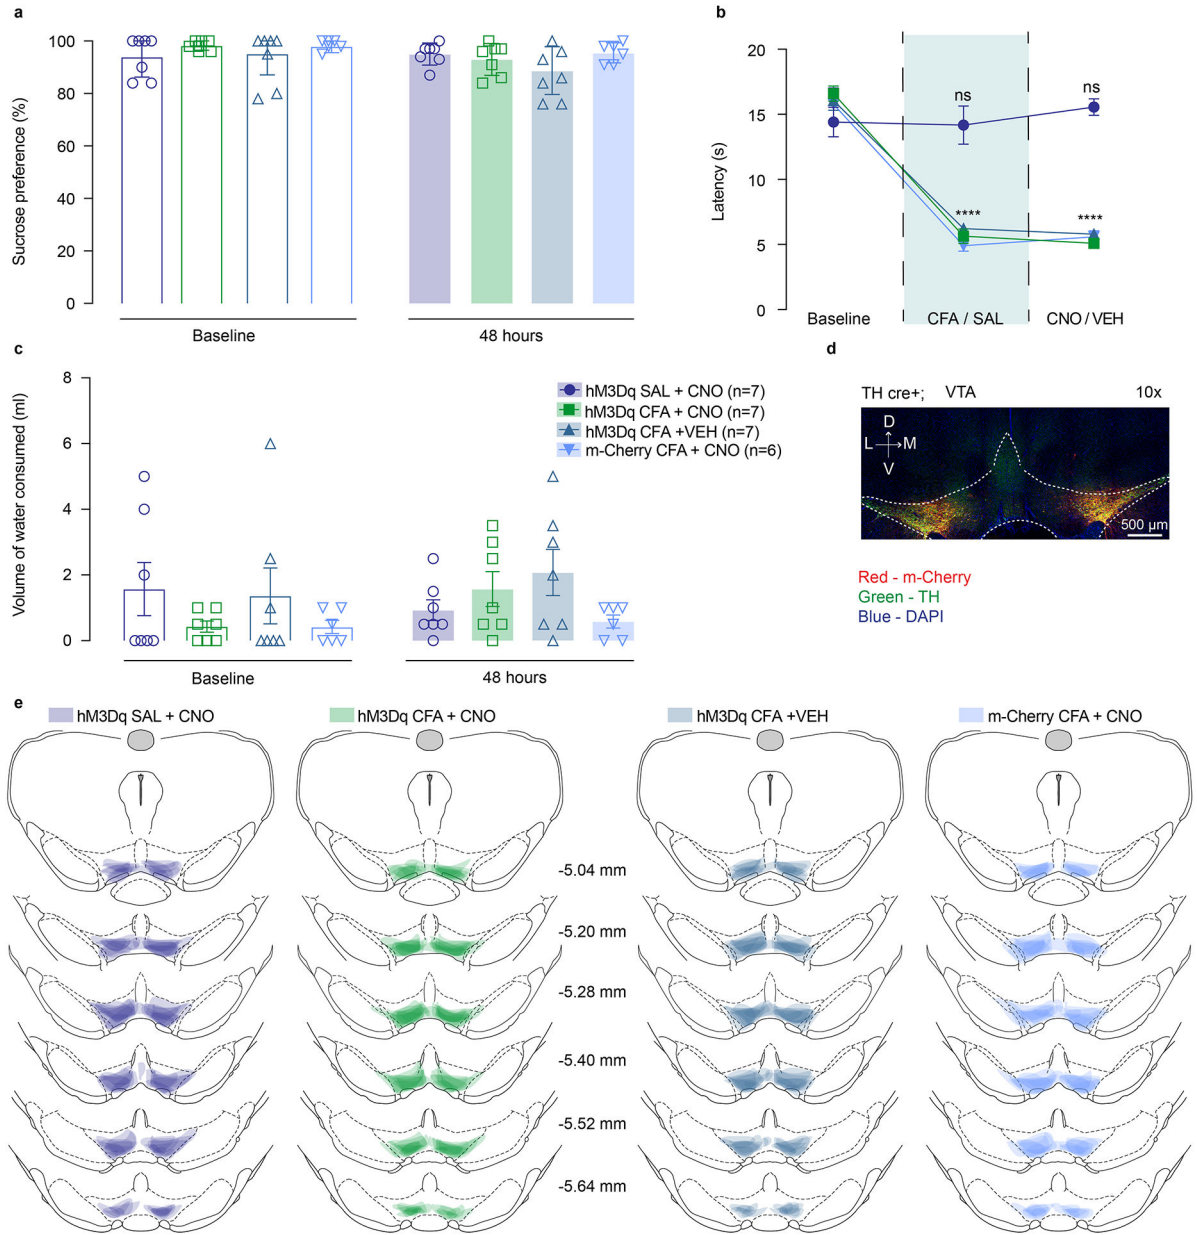 a
Sucrose preference (%)
100
80
60
100
40
20
0
Baseline
48 hours
b
Latency (s)
20
15
10
5
0
ns
ns
****
****
Baseline
CFA / SAL
CNO / VEH
c
Volume of water consumed (ml)
8
6
4
2
0
hM3Dq SAL + CNO (n=7)
hM3Dq CFA + CNO (n=7)
hM3Dq CFA +VEH (n=7)
m-Cherry CFA + CNO (n=6)
Baseline
48 hours
d
TH cre+; VTA 10x
D
L M
V
500 µm
Red - m-Cherry
Green - TH
Blue - DAPI
e
hM3Dq SAL + CNO
hM3Dq CFA + CNO
hM3Dq CFA +VEH
m-Cherry CFA + CNO
-5.04 mm
-5.20 mm
-5.28 mm
-5.40 mm
-5.52 mm
-5.64 mm